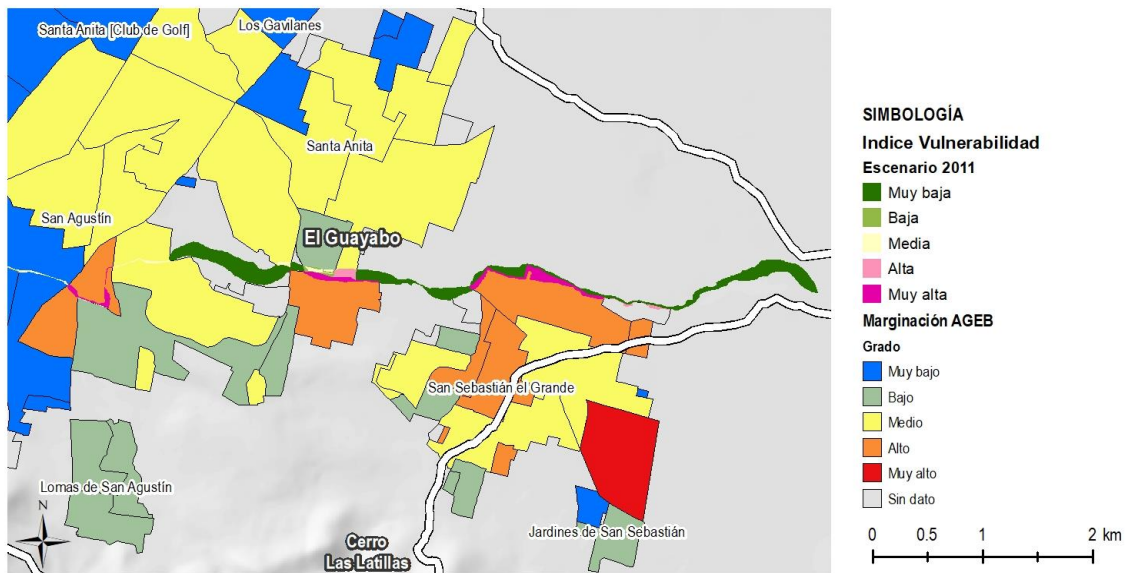 Santa Anita [Club de Golf]
Los Gavilanes
Santa Anita
San Agustín
El Guayabo
San Sebastián el Grande
Lomas de San Agustín
Jardines de San Sebastián
Cerro
Las Latillas
N
SIMBOLOGÍA
Indice Vulnerabilidad
Escenario 2011
Muy baja
Baja
Media
Alta
Muy alta
Marginación AGEB
Grado
Muy bajo
Bajo
Medio
Alto
Muy alto
Sin dato
0 0.5 1 2 km